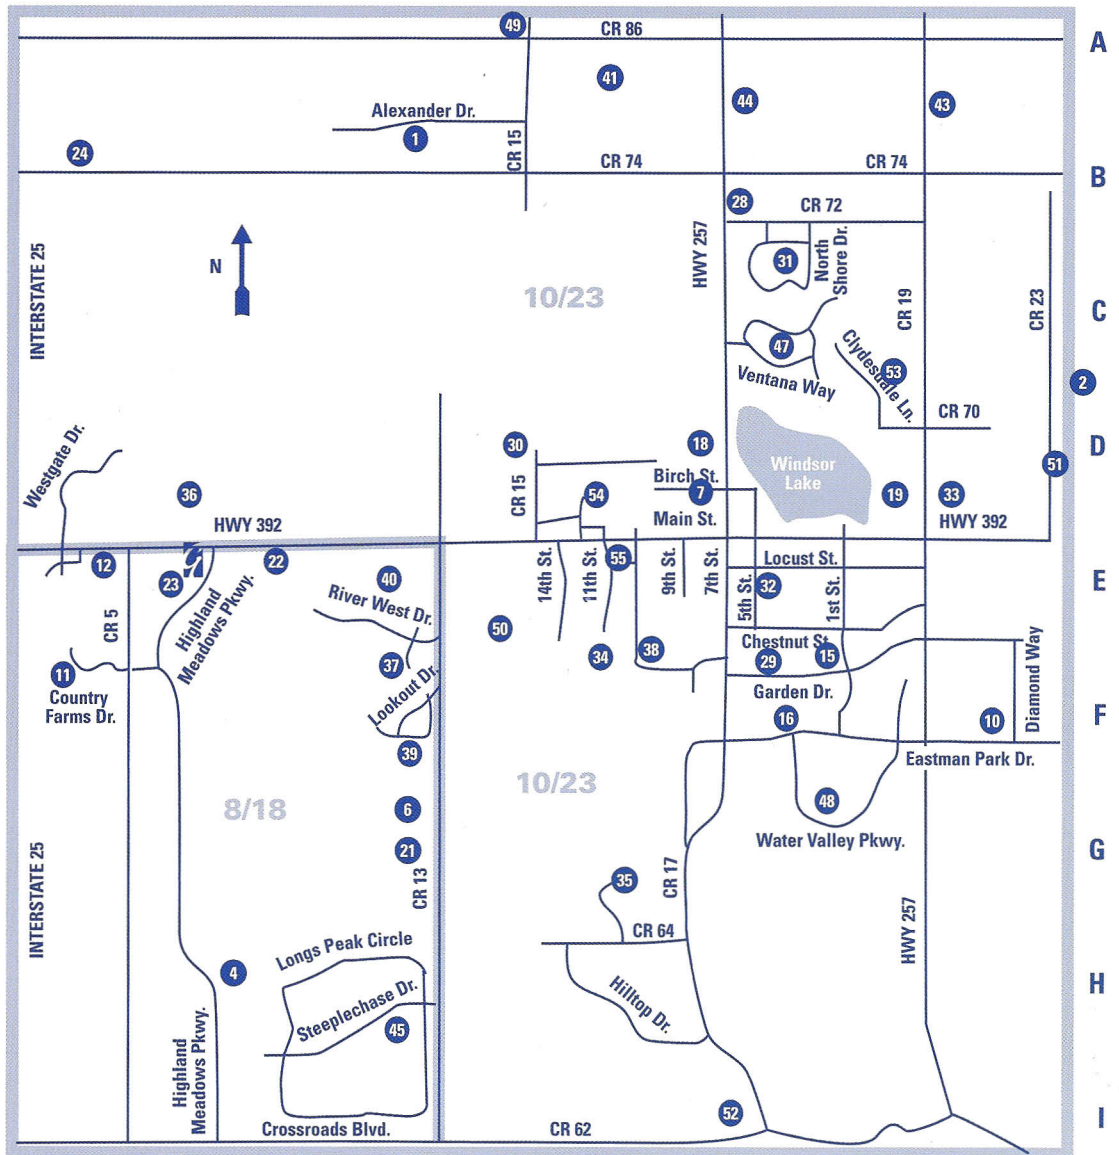 49
CR 86
A
41
44
43
Alexander Dr.
1
CR 15
24
CR 74
CR 74
B
28
CR 72
INTERSTATE 25
N
HWY 257
31
North
Shore Dr.
10/23
CR 19
CR 23
C
47
Ventana Way
Clydesdale Ln.
53
2
CR 70
Westgate Dr.
30
18
D
Birch St.
Windsor
Lake
51
36
CR 15
54
7
19
33
HWY 392
Main St.
HWY 392
12
23
22
40
14th St.
11th St.
55
9th St.
7th St.
Locust St.
5th St.
32
1st St.
E
CR 5
Highland
Meadows Pkwy.
River West Dr.
50
Chestnut St.
11
37
34
38
29
15
Country
Farms Dr.
Lookout Dr.
Garden Dr.
Diamond Way
16
10
F
39
Eastman Park Dr.
8/18
10/23
6
48
21
Water Valley Pkwy.
G
CR 13
35
CR 17
INTERSTATE 25
HWY 257
CR 64
Longs Peak Circle
4
H
Steeplechase Dr.
Hilltop Dr.
45
Highland
Meadows Pkwy.
52
I
Crossroads Blvd.
CR 62